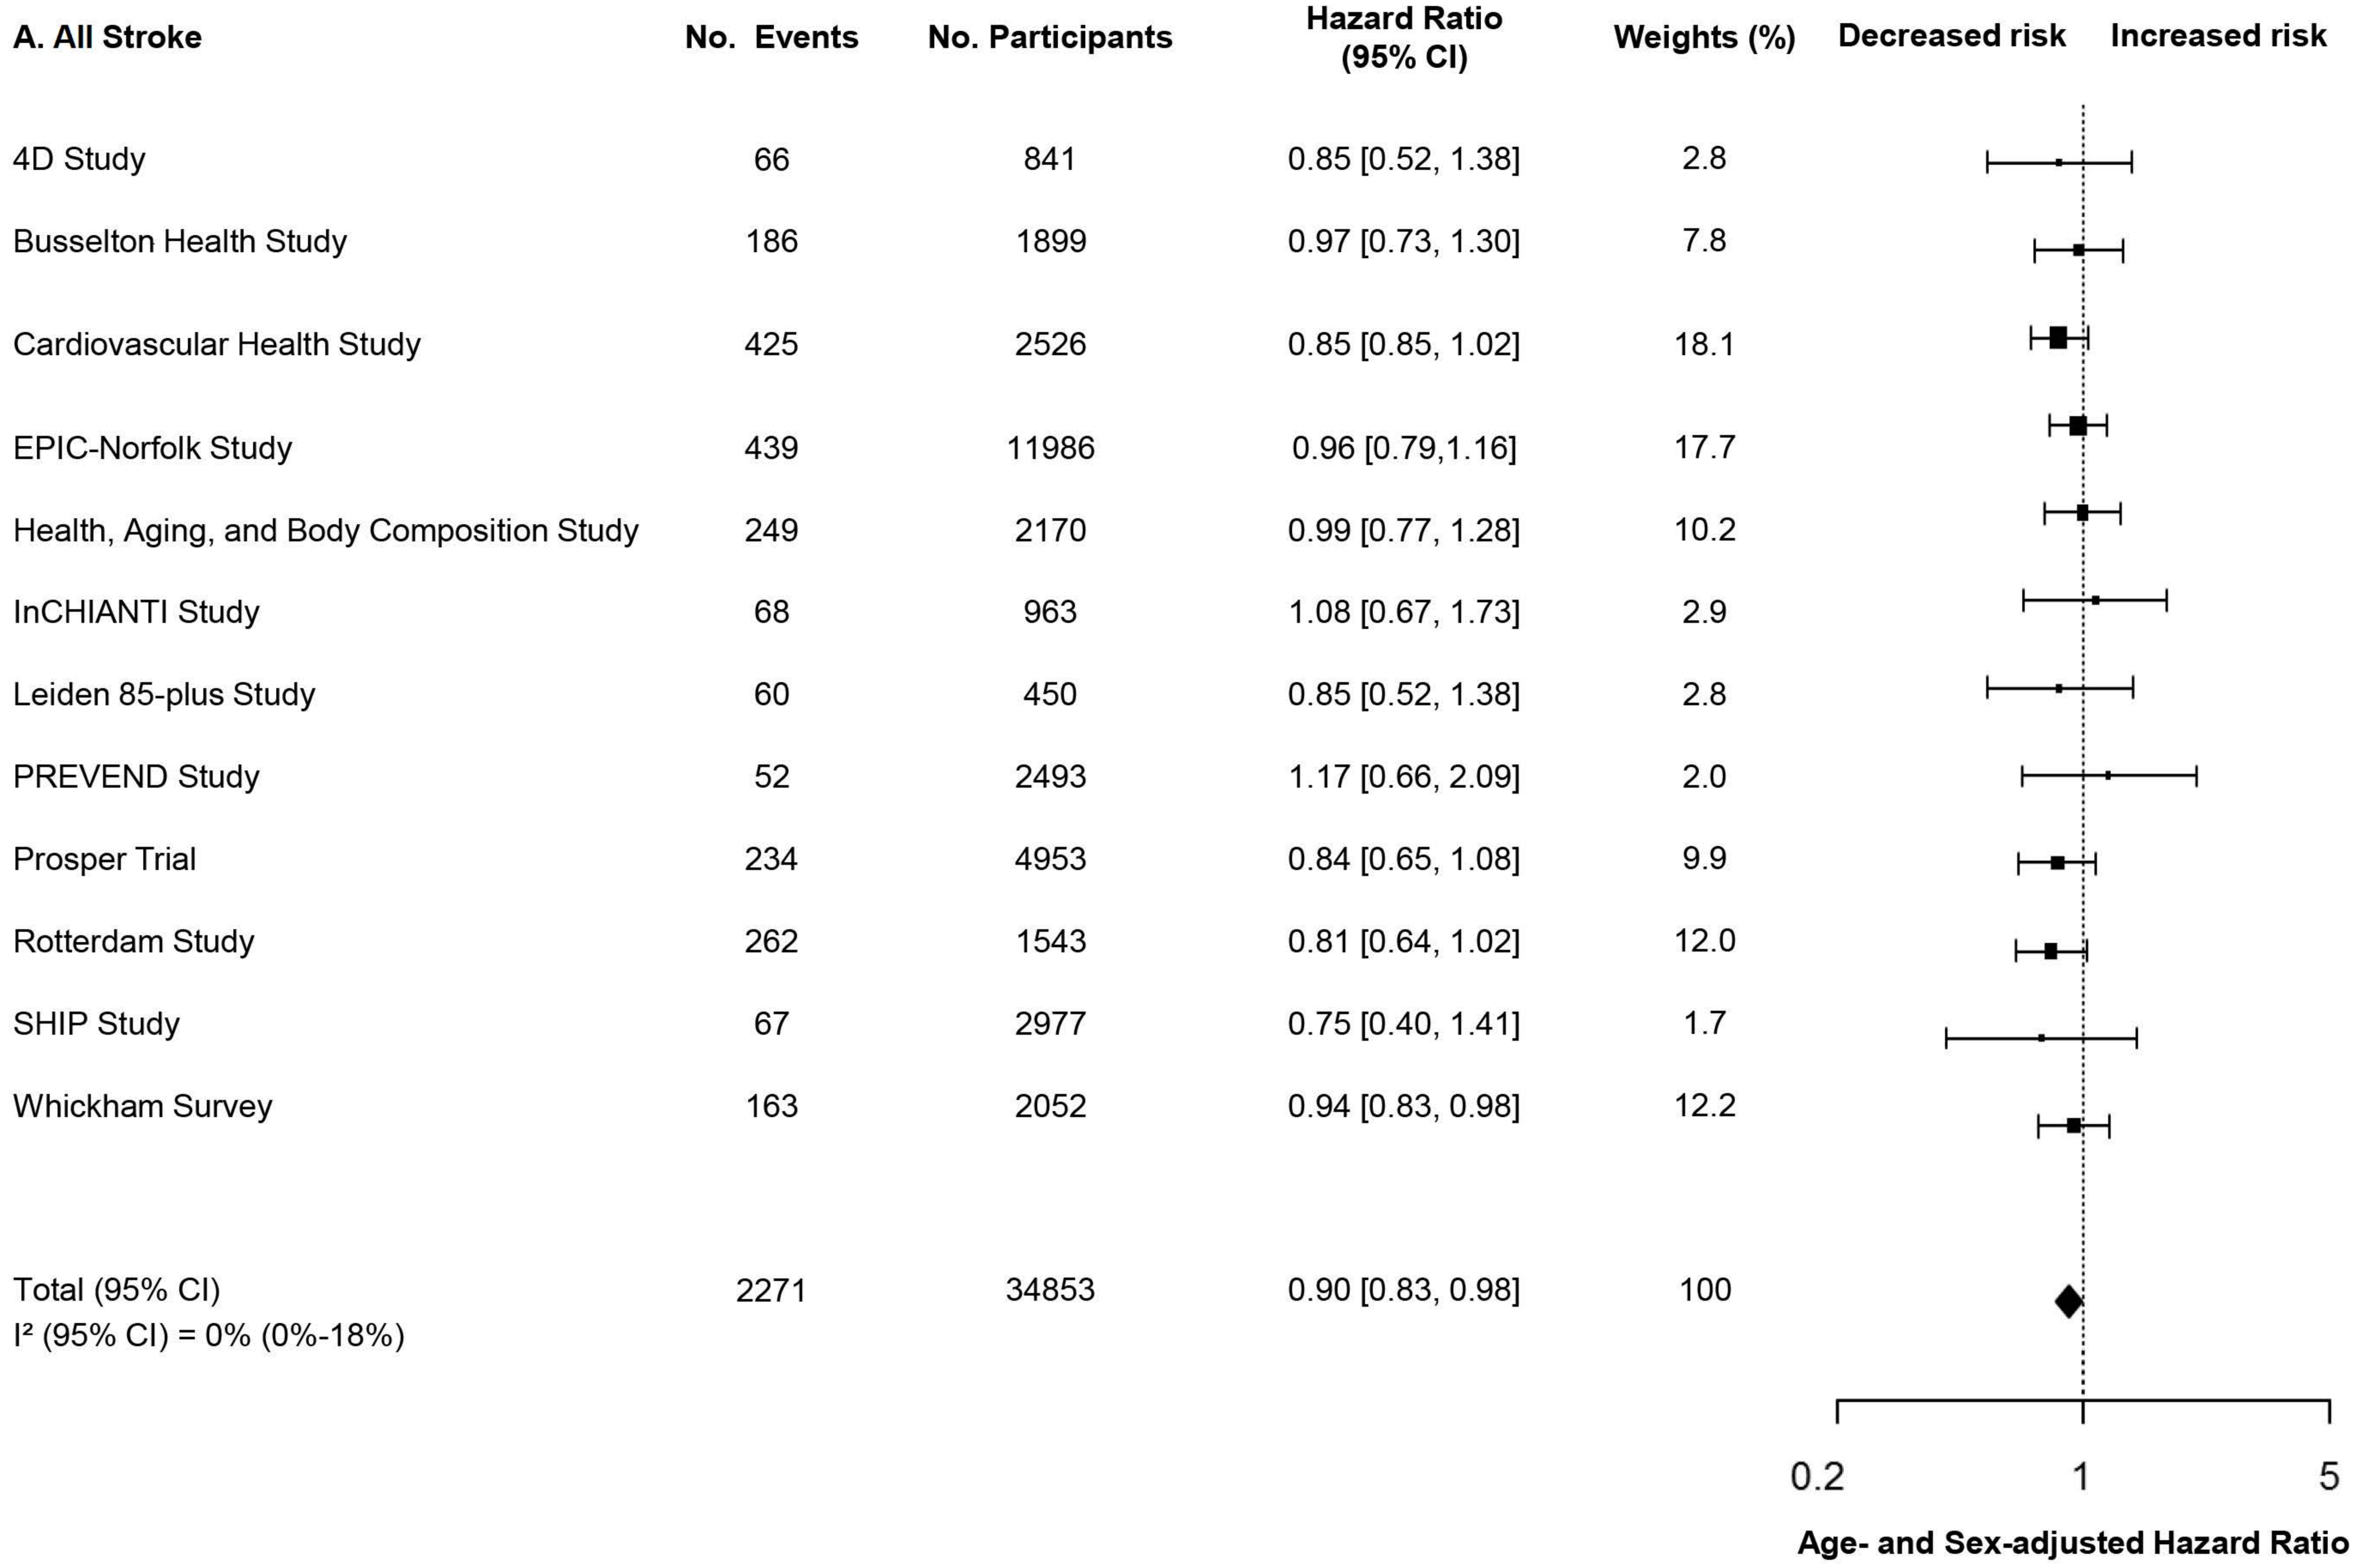 A. All Stroke No. Events No. Participants Hazard Ratio (95% CI) Weights (%) Decreased risk Increased risk
4D Study 66 841 0.85 [0.52, 1.38] 2.8
Busselton Health Study 186 1899 0.97 [0.73, 1.30] 7.8
Cardiovascular Health Study 425 2526 0.85 [0.85, 1.02] 18.1
EPIC-Norfolk Study 439 11986 0.96 [0.79,1.16] 17.7
Health, Aging, and Body Composition Study 249 2170 0.99 [0.77, 1.28] 10.2
InCHIANTI Study 68 963 1.08 [0.67, 1.73] 2.9
Leiden 85-plus Study 60 450 0.85 [0.52, 1.38] 2.8
PREVEND Study 52 2493 1.17 [0.66, 2.09] 2.0
Prosper Trial 234 4953 0.84 [0.65, 1.08] 9.9
Rotterdam Study 262 1543 0.81 [0.64, 1.02] 12.0
SHIP Study 67 2977 0.75 [0.40, 1.41] 1.7
Whickham Survey 163 2052 0.94 [0.83, 0.98] 12.2
Total (95% CI) 2271 34853 0.90 [0.83, 0.98] 100
I² (95% CI) = 0% (0%-18%)
0.2 1 5
Age- and Sex-adjusted Hazard Ratio